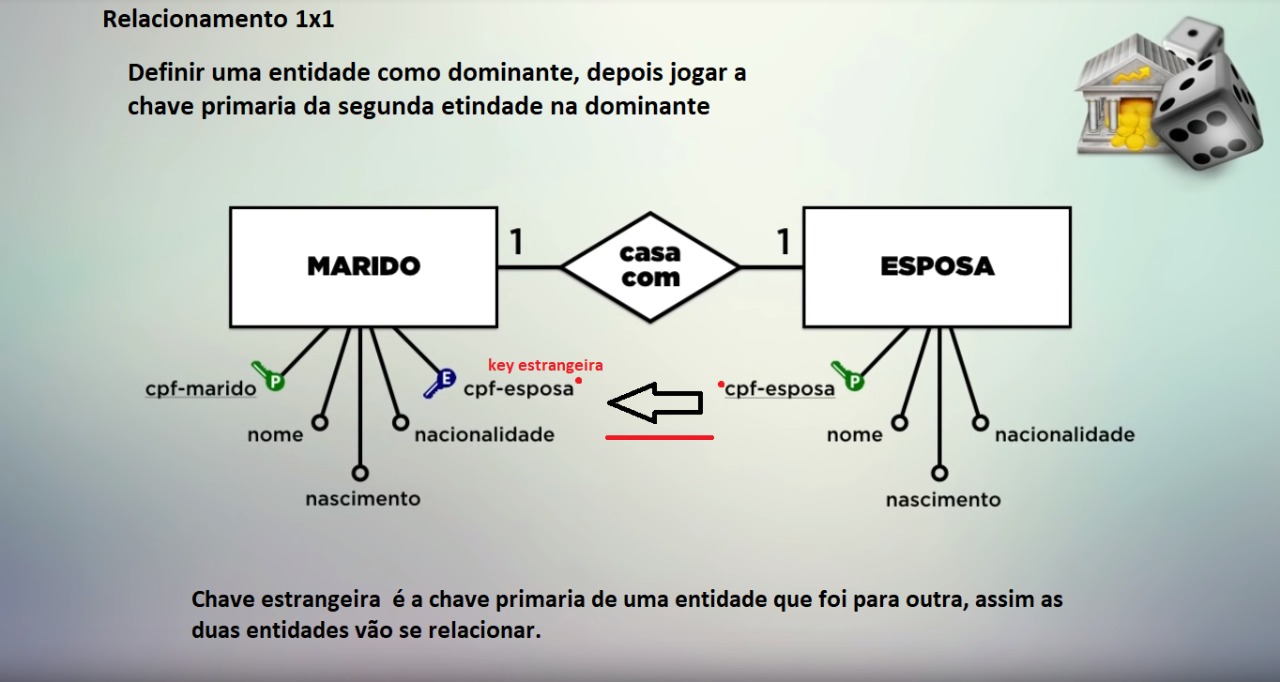 Relacionamento 1x1
Definir uma entidade como dominante, depois jogar a
chave primaria da segunda etindade na dominante
MARIDO
1
casa
com
1
ESPOSA
key estrangeira
cpf-marido
P
E
cpf-esposa
cpf-esposa
P
nome
nacionalidade
nome
nacionalidade
nascimento
nascimento
Chave estrangeira é a chave primaria de uma entidade que foi para outra, assim as
duas entidades vão se relacionar.